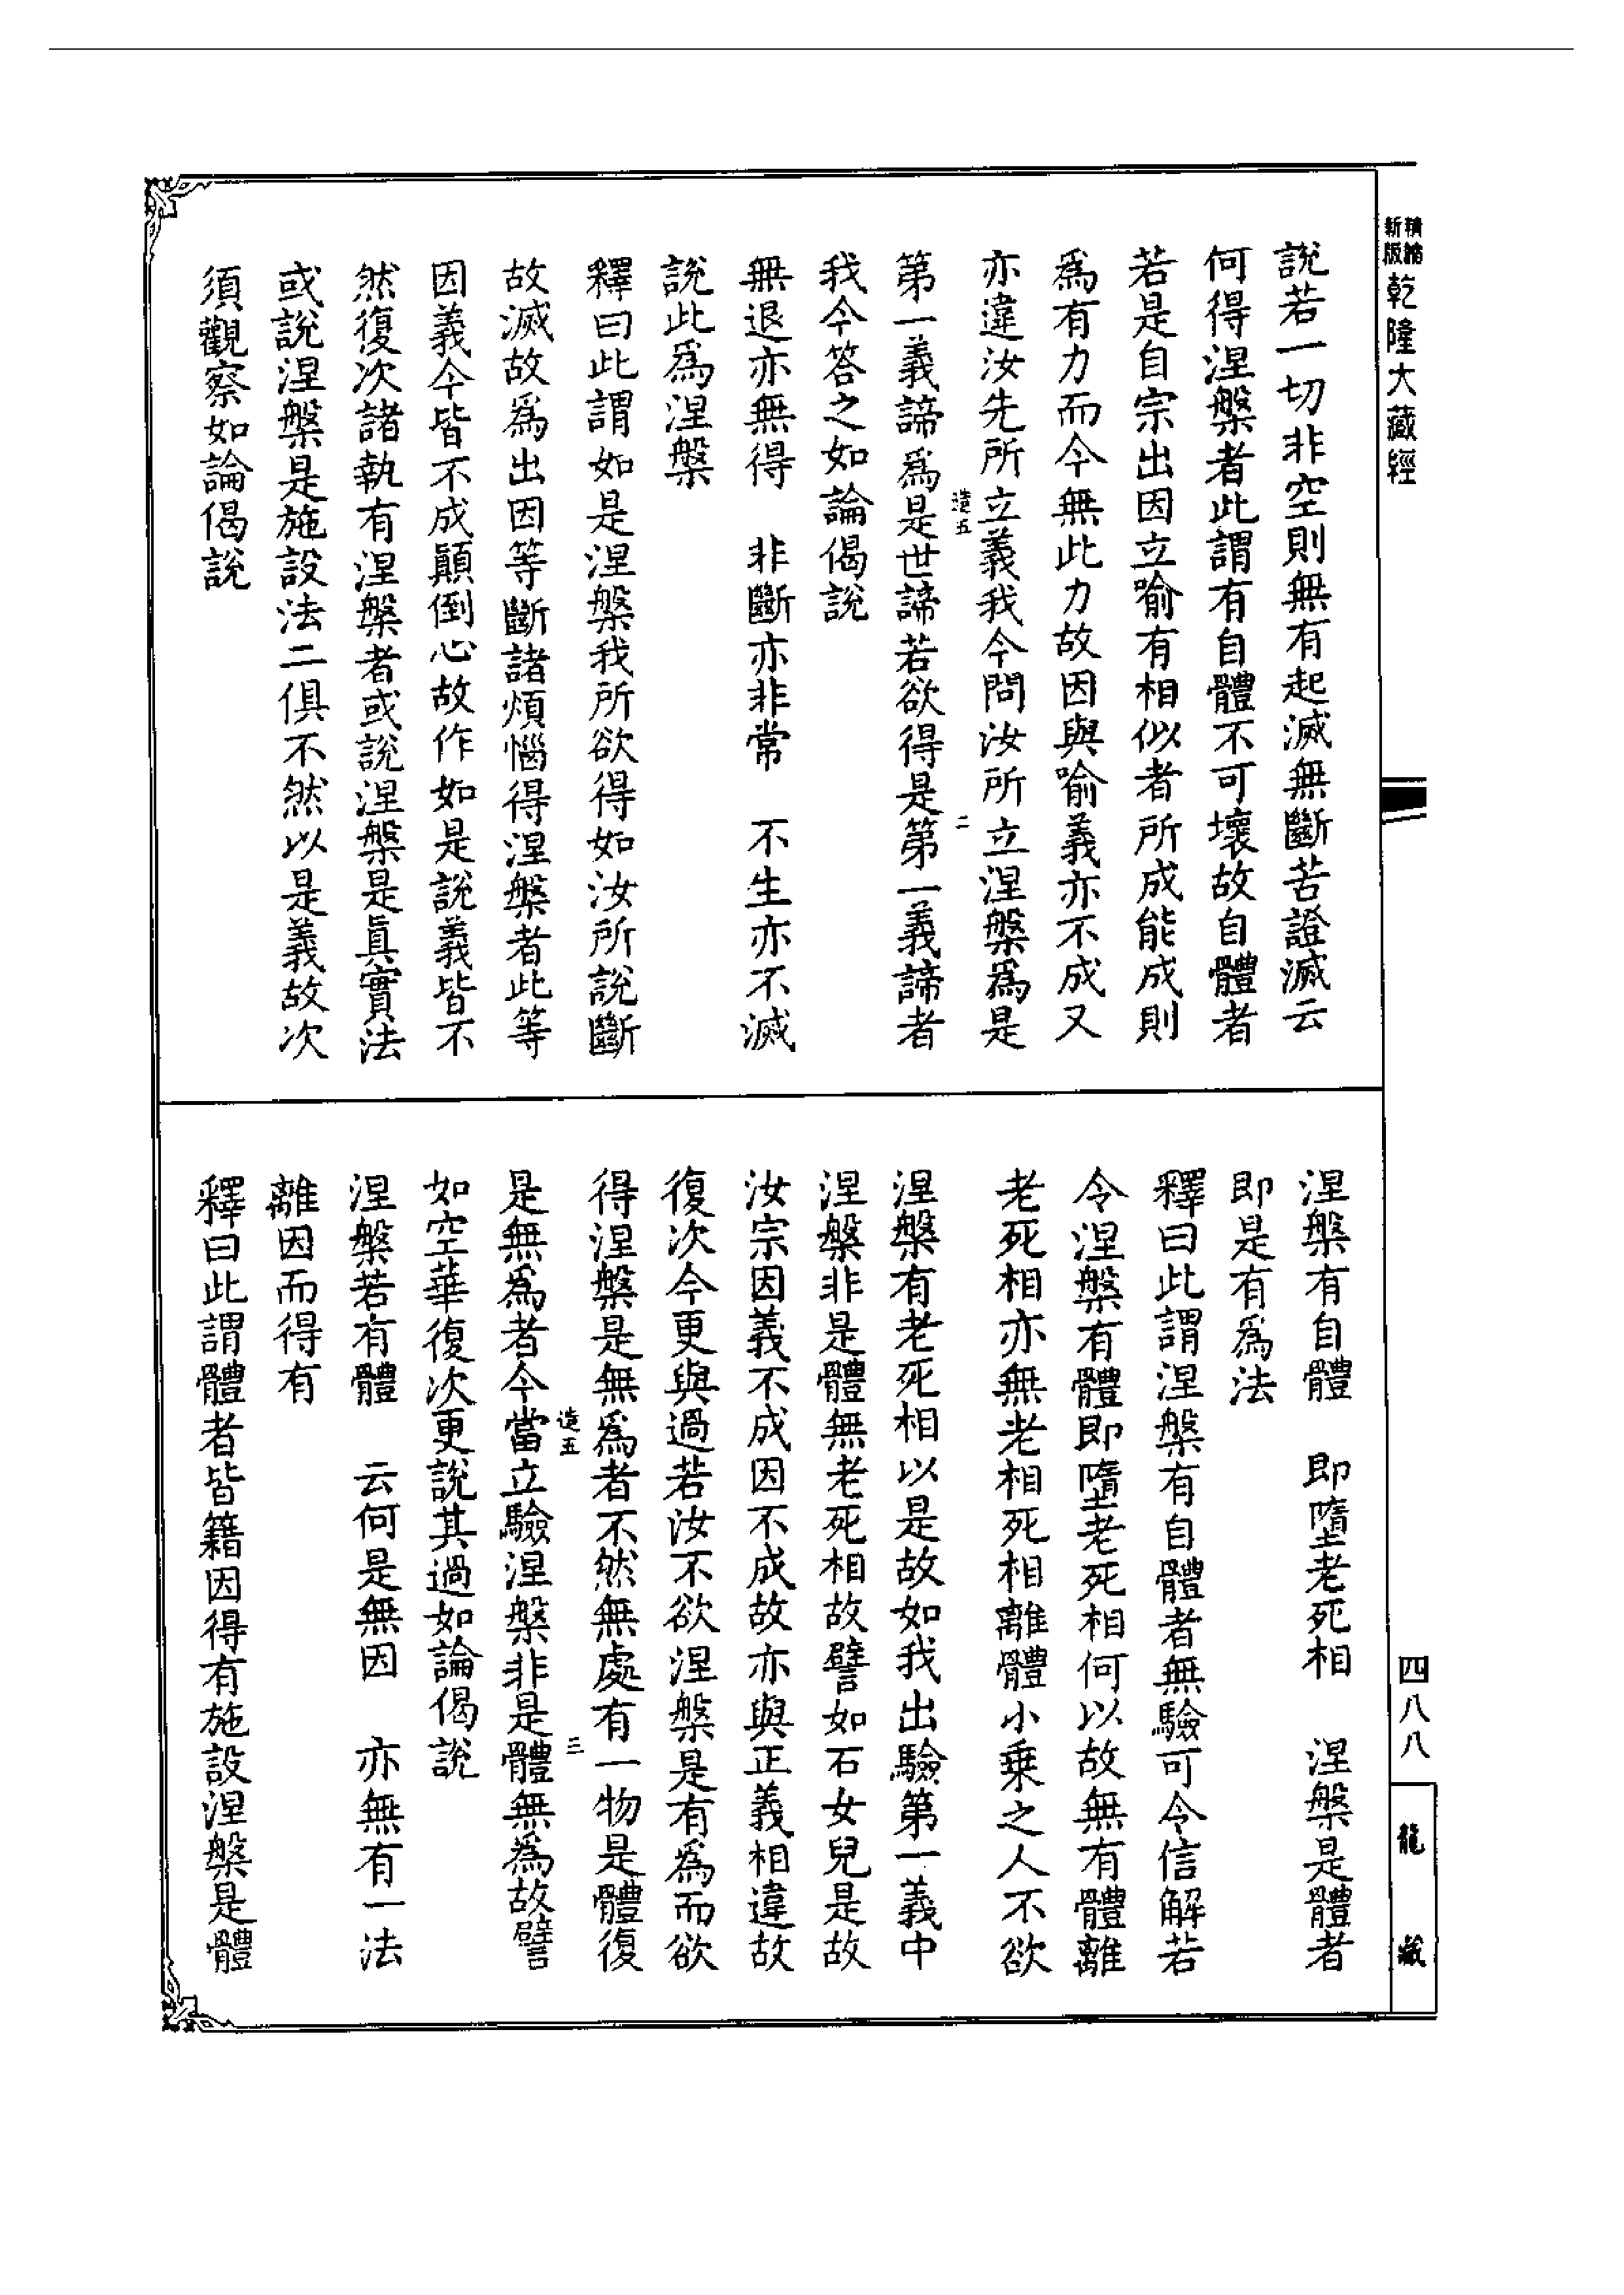 精縮
新版
乾隆大藏經
說若一切非空則無有起滅無斷苦證滅云
何得涅槃者此謂有自體不可壞故自體者
若是自宗出因立喻有相似者所成能成則
為有力而今無此力故因與喻義亦不成又
亦違汝先所立義我今問汝所立涅槃為是
造五
二
第一義諦為是世諦若欲得是第一義諦者
我今答之如論偈說
無退亦無得　非斷亦非常　不生亦不滅
說此為涅槃
釋曰此謂如是涅槃我所欲得如汝所說斷
故滅故為出因等斷諸煩惱得涅槃者此等
因義今皆不成顛倒心故作如是說義皆不
然復次諸執有涅槃者或說涅槃是真實法
或說涅槃是施設法二俱不然以是義故次
須觀察如論偈說
涅槃有自體　即墮老死相　涅槃是體者
即是有為法
釋曰此謂涅槃有自體者無驗可令信解若
令涅槃有體即墮老死相何以故無有體離
老死相亦無老相死相離體小乘之人不欲
涅槃有老死相以是故如我出驗第一義中
涅槃非是體無老死相故譬如石女兒是故
汝宗因義不成因不成故亦與正義相違故
復次今更與過若汝不欲涅槃是有為而欲
得涅槃是無為者不然無處有一物是體復
造五
三
是無為者今當立驗涅槃非是體無為故譬
如空華復次更說其過如論偈說
涅槃若有體　云何是無因　亦無有一法
離因而得有
釋曰此謂體者皆籍因得有施設涅槃是體
四八八
龍藏